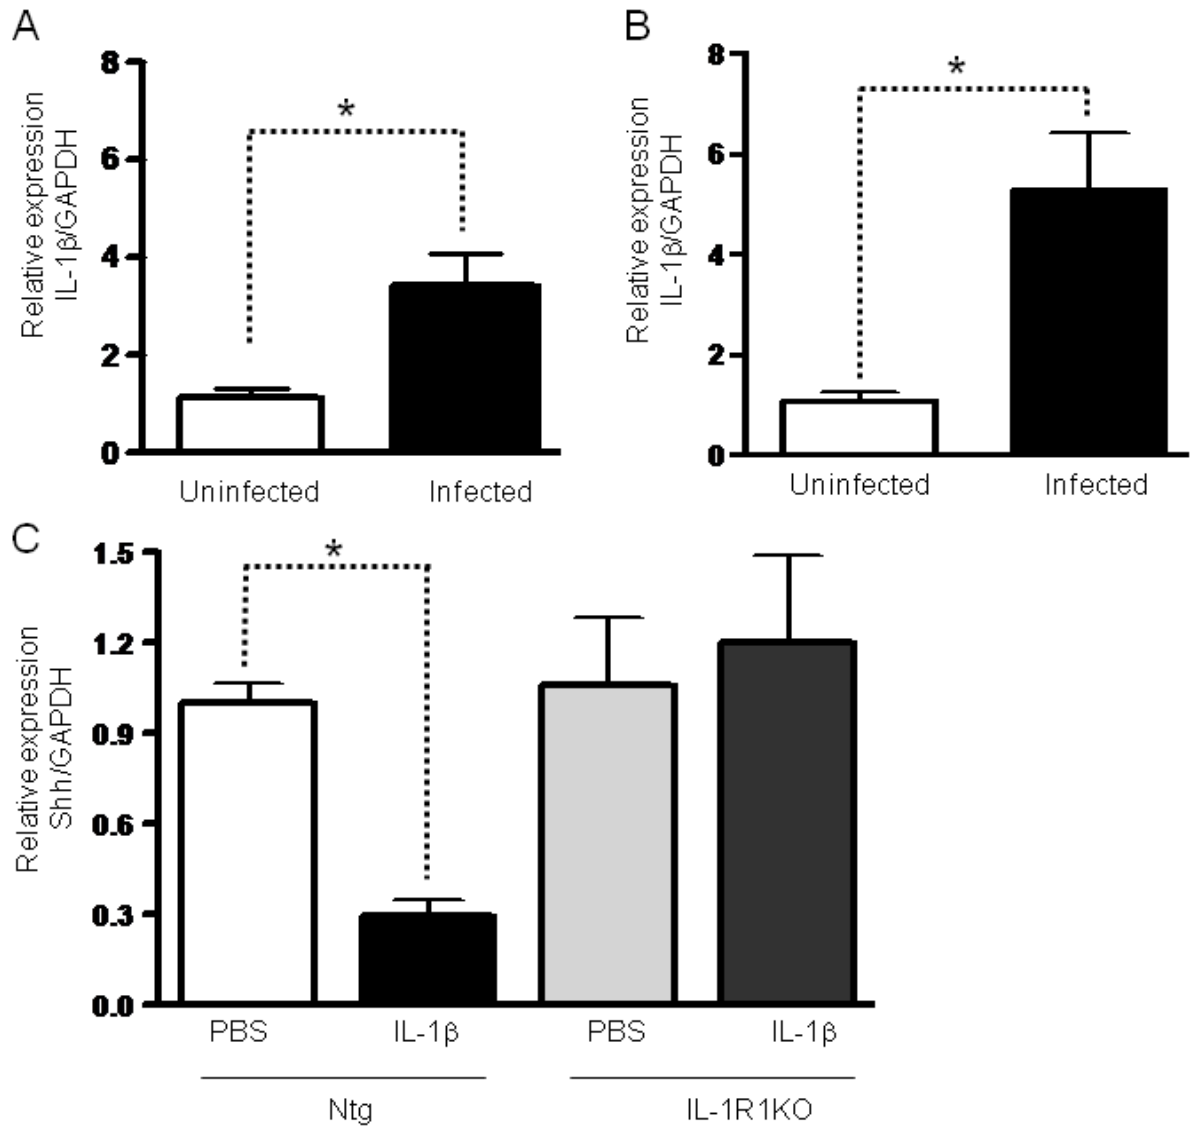 A
Relative expression
IL-1β/GAPDH
8
6
4
2
0
*
Uninfected
Infected
B
Relative expression
IL-1β/GAPDH
8
6
4
2
0
*
Uninfected
Infected
C
Relative expression
Shh/GAPDH
1.5
1.2
0.9
0.6
0.3
0.0
*
PBS
IL-1β
PBS
IL-1β
Ntg
IL-1R1KO